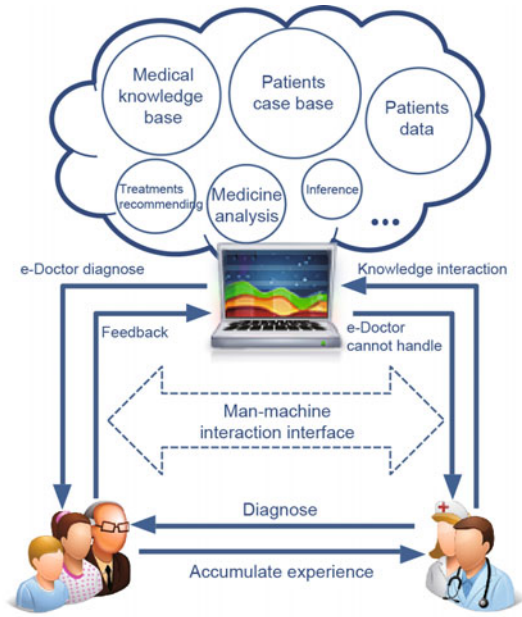 Medical
knowledge
base
Patients
case base
Patients
data
Treatments
recommending
Medicine
analysis
Inference
...
e-Doctor diagnose
Knowledge interaction
Feedback
e-Doctor
cannot handle
Man-machine
interaction interface
Diagnose
Accumulate experience